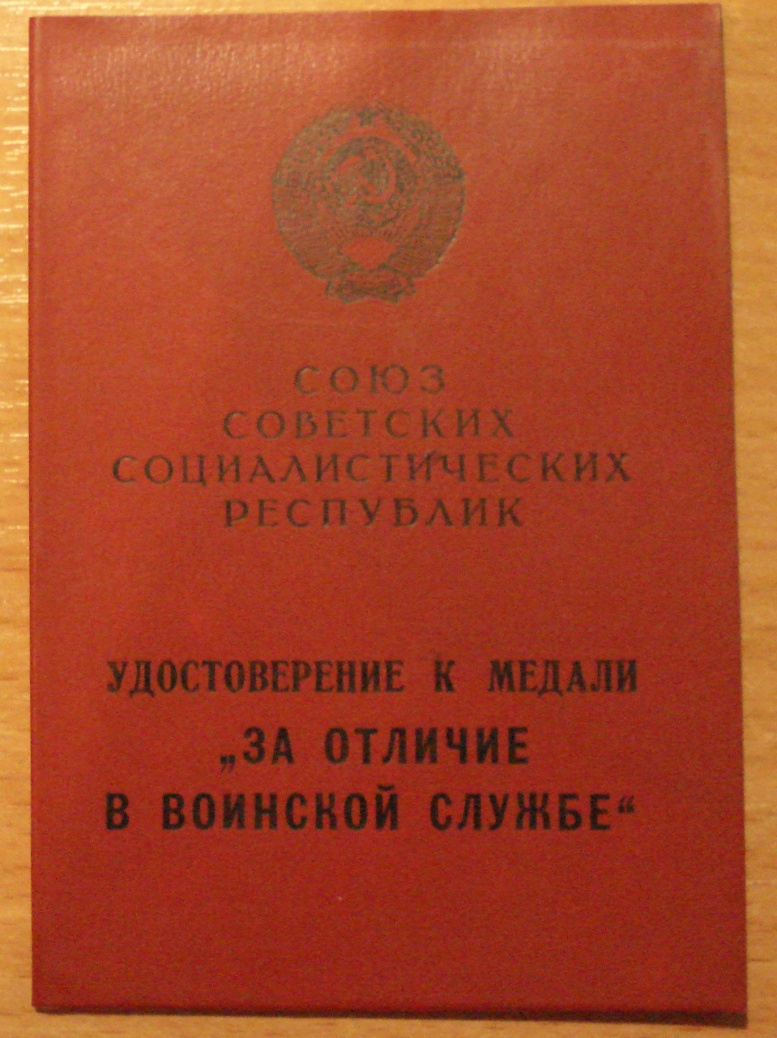 СОЮЗ
СОВЕТСКИХ
СОЦИАЛИСТИЧЕСКИХ
РЕСПУБЛИК
УДОСТОВЕРЕНИЕ К МЕДАЛИ
„ЗА ОТЛИЧИЕ
В ВОИНСКОЙ СЛУЖБЕ“